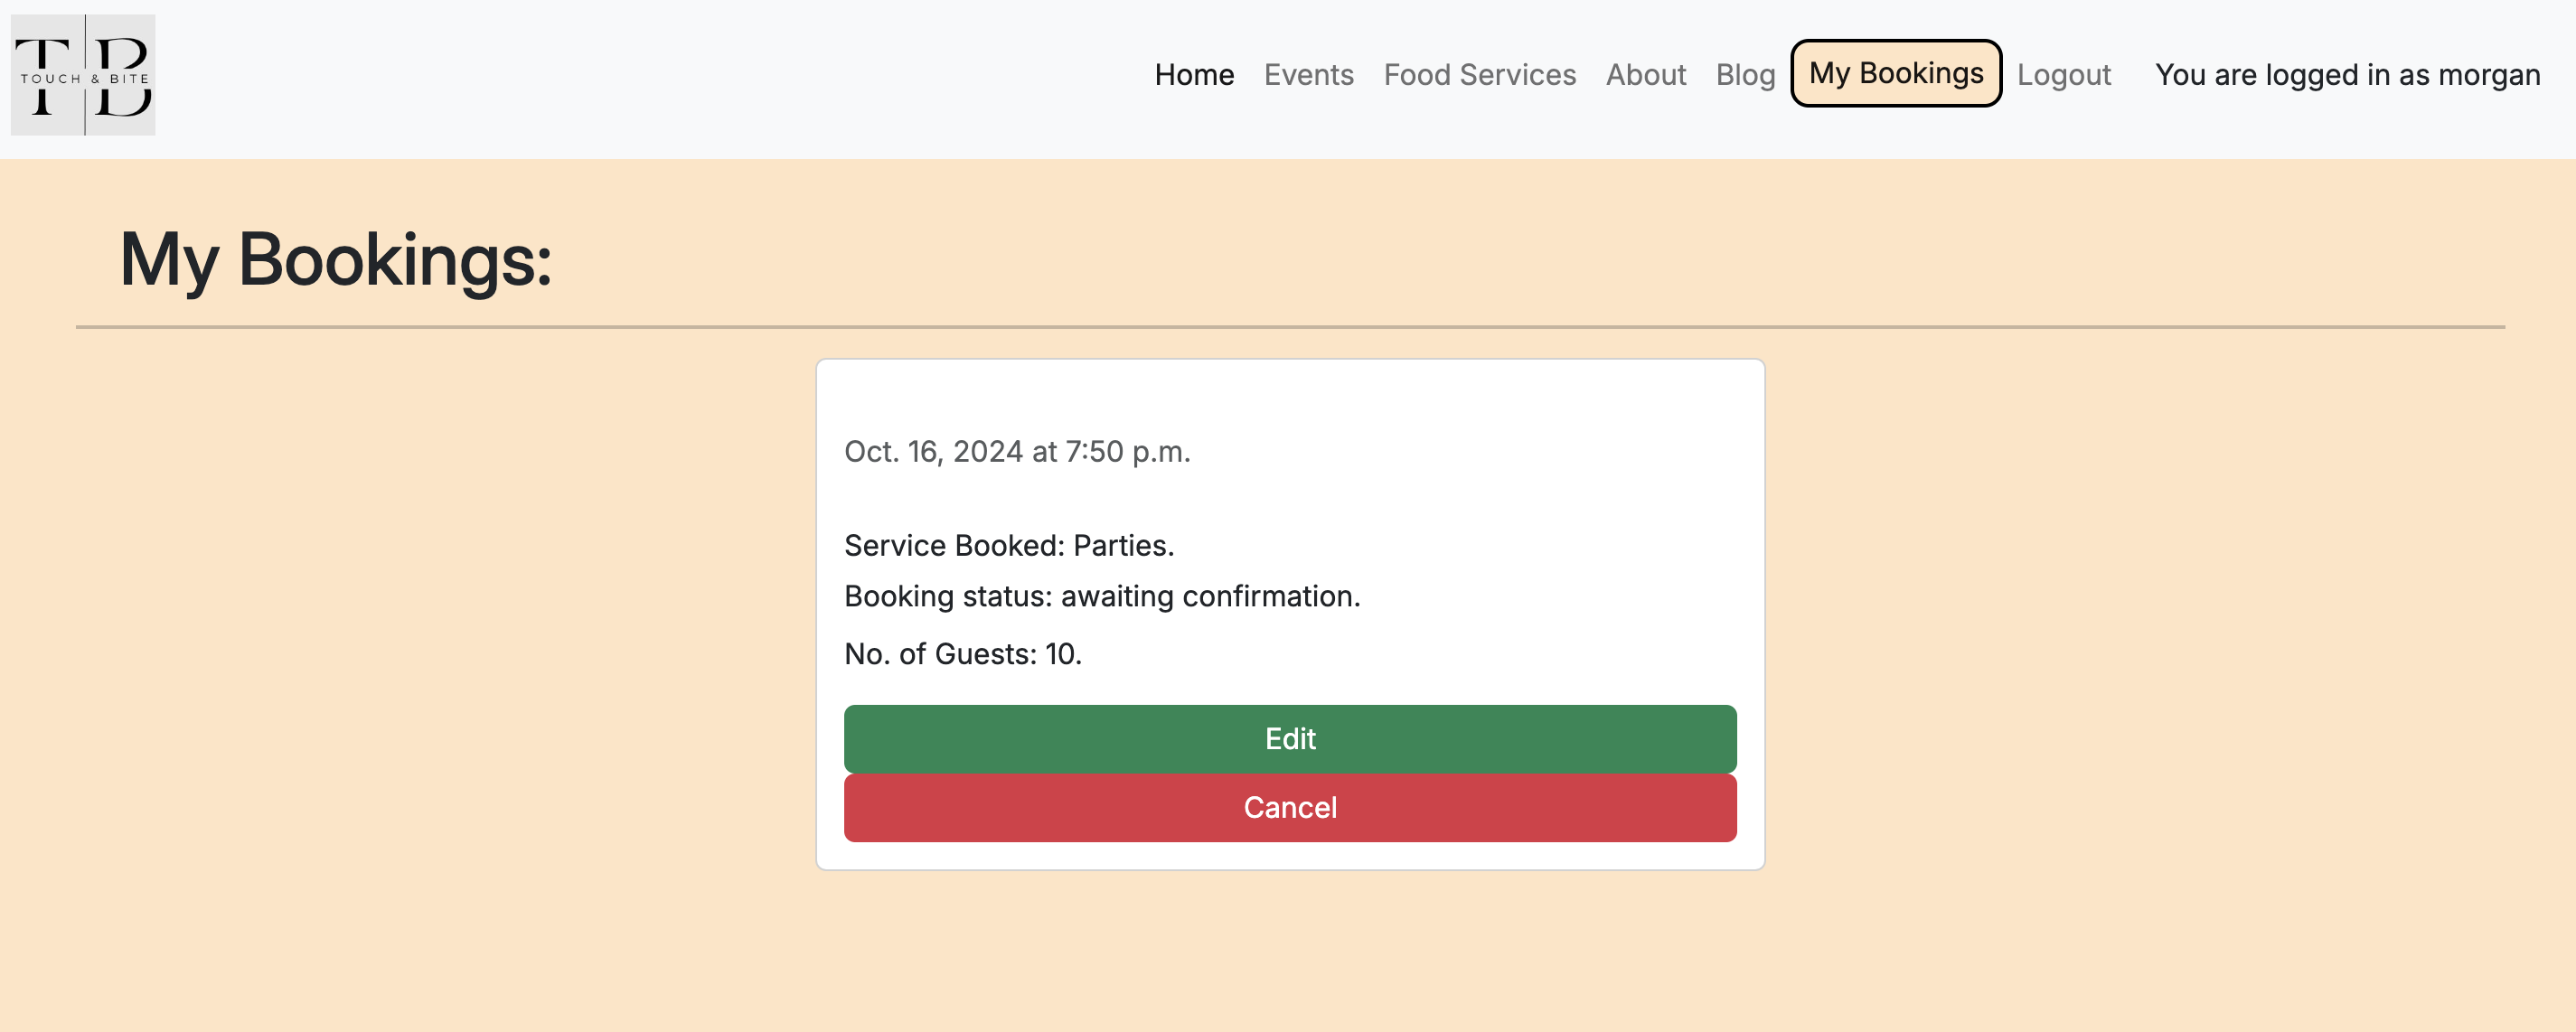 TB
TOUCH & BITE
Home Events Food Services About Blog My Bookings Logout You are logged in as morgan
My Bookings:
Oct. 16, 2024 at 7:50 p.m.
Service Booked: Parties.
Booking status: awaiting confirmation.
No. of Guests: 10.
Edit
Cancel